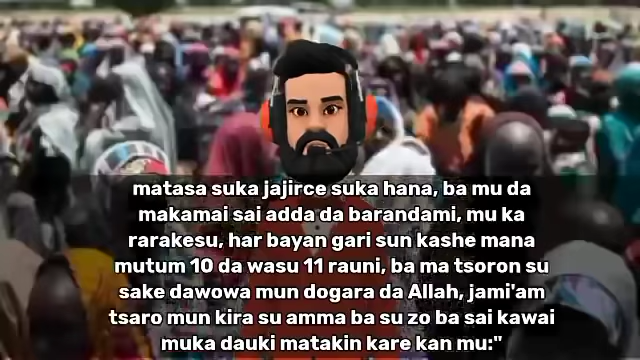 matasa suka jajirce suka hana, ba mu da
makamai sai adda da barandami, mu ka
rarakesu, har bayan gari sun kashe mana
mutum 10 da wasu 11 rauni, ba ma tsoron su
sake dawowa mun dogara da Allah, jami'am
tsaro mun kira su amma ba su zo ba sai kawai
muka dauki matakin kare kan mu:"